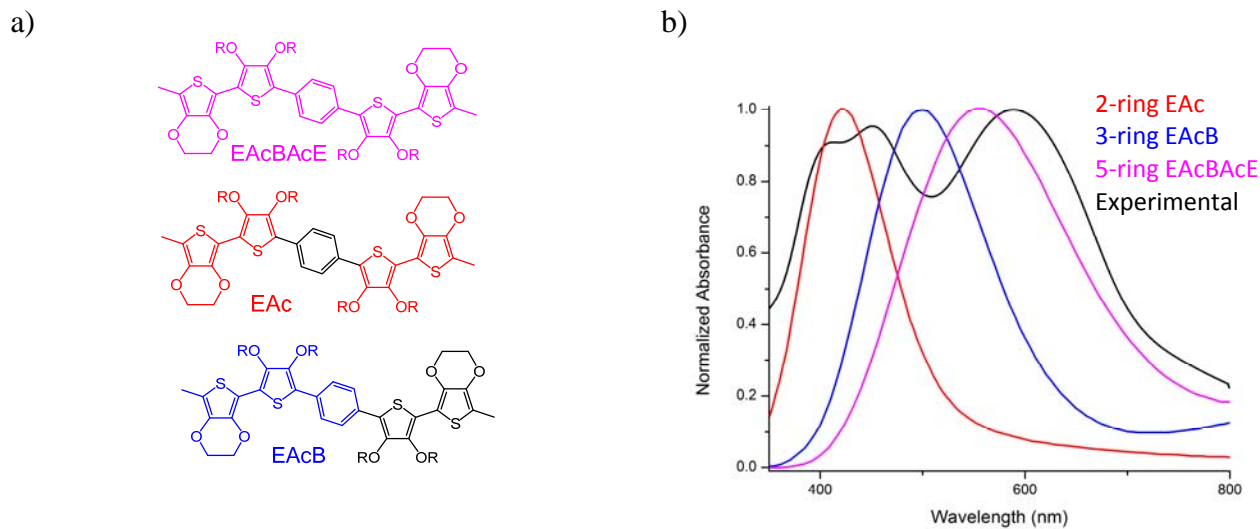 a)
b)
RO OR
S
O O
S
S
O O
S
O O
RO OR
EAcBAcE
RO OR
S
O O
S
S
O O
S
O O
RO OR
EAc
RO OR
S
O O
S
S
O O
S
O O
RO OR
EAcB
2-ring EAc
3-ring EAcB
5-ring EAcBAcE
Experimental
Normalized Absorbance
1.0
0.8
0.6
0.4
0.2
0.0
400 600 800
Wavelength (nm)